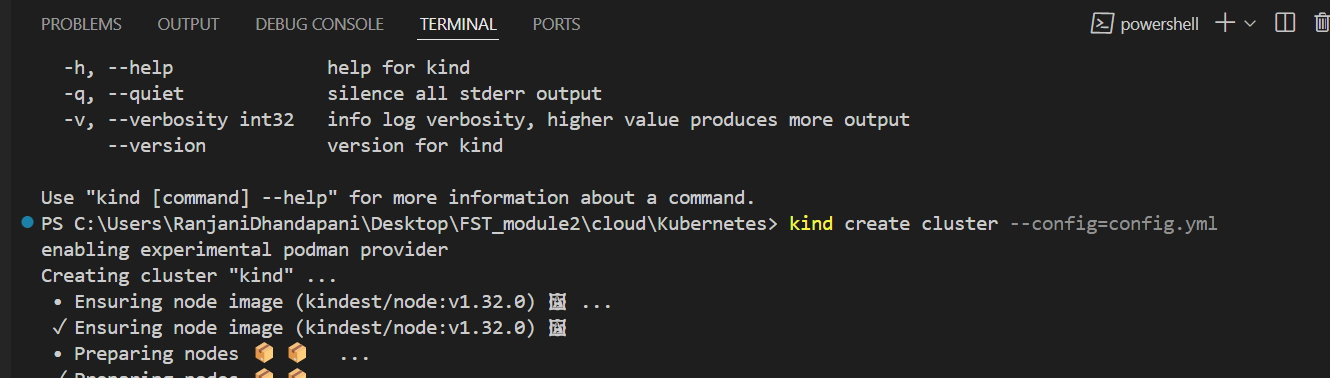 PROBLEMS OUTPUT DEBUG CONSOLE TERMINAL PORTS powershell
-h, --help help for kind
-q, --quiet silence all stderr output
-v, --verbosity int32 info log verbosity, higher value produces more output
--version version for kind
Use "kind [command] --help" for more information about a command.
PS C:\Users\RanjaniDhandapani\Desktop\FST_module2\cloud\Kubernetes> kind create cluster --config=config.yml
enabling experimental podman provider
Creating cluster "kind" ...
• Ensuring node image (kindest/node:v1.32.0) 🖼 ...
✓ Ensuring node image (kindest/node:v1.32.0) 🖼
• Preparing nodes 📦 📦 ...
✓ Preparing nodes 📦 📦